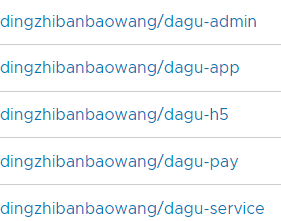 dingzhibanbaowang/dagu-admin
dingzhibanbaowang/dagu-app
dingzhibanbaowang/dagu-h5
dingzhibanbaowang/dagu-pay
dingzhibanbaowang/dagu-service